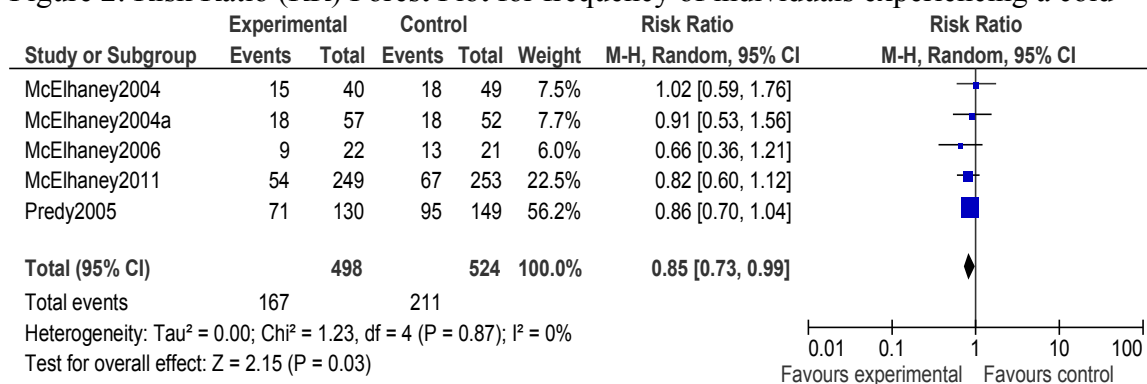 Figure 2: Risk Ratio (RR) Forest Plot for frequency of individuals experiencing a cold
Experimental Control Risk Ratio Risk Ratio
Study or Subgroup Events Total Events Total Weight M-H, Random, 95% CI M-H, Random, 95% CI
McElhaney2004 15 40 18 49 7.5% 1.02 [0.59, 1.76]
McElhaney2004a 18 57 18 52 7.7% 0.91 [0.53, 1.56]
McElhaney2006 9 22 13 21 6.0% 0.66 [0.36, 1.21]
McElhaney2011 54 249 67 253 22.5% 0.82 [0.60, 1.12]
Predy2005 71 130 95 149 56.2% 0.86 [0.70, 1.04]
Total (95% CI) 498 524 100.0% 0.85 [0.73, 0.99]
Total events 167 211
Heterogeneity: Tau² = 0.00; Chi² = 1.23, df = 4 (P = 0.87); I² = 0%
Test for overall effect: Z = 2.15 (P = 0.03)
0.01 0.1 1 10 100
Favours experimental Favours control